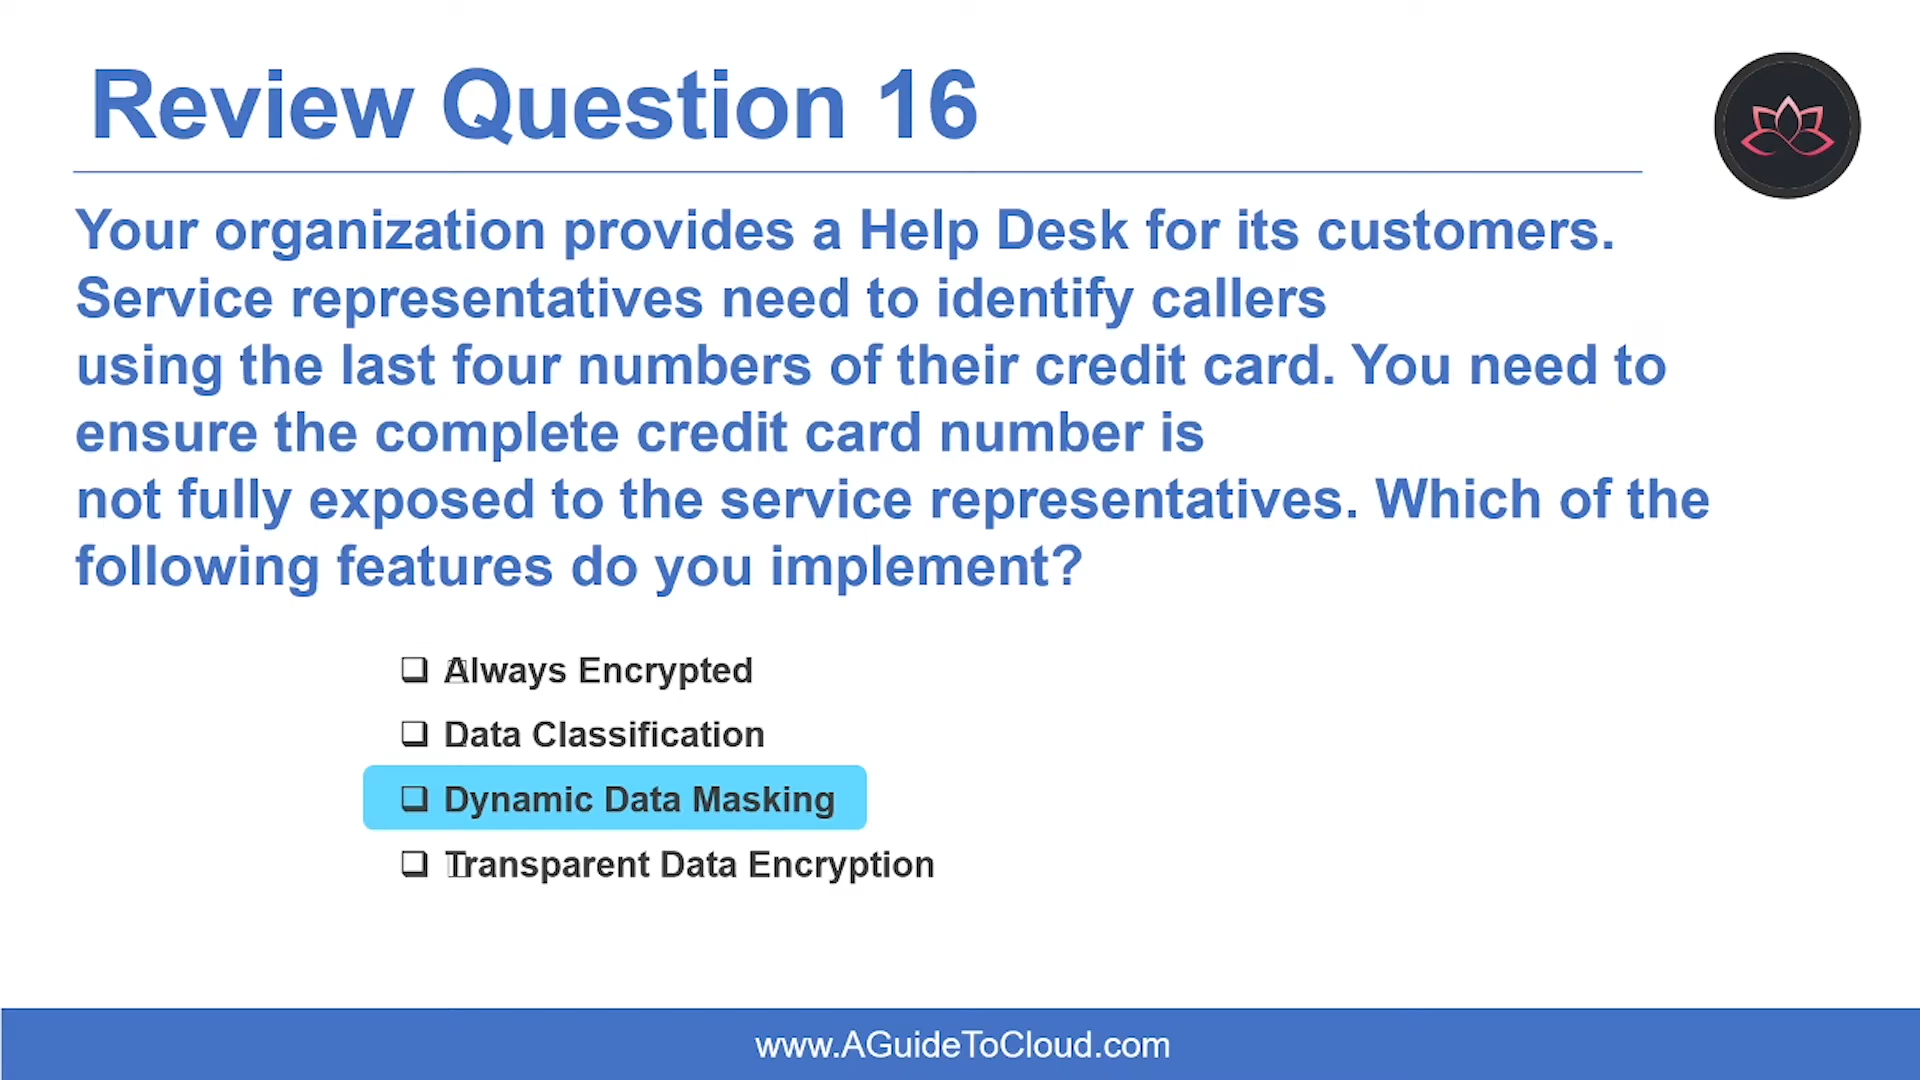 Review Question 16
Your organization provides a Help Desk for its customers.
Service representatives need to identify callers
using the last four numbers of their credit card. You need to
ensure the complete credit card number is
not fully exposed to the service representatives. Which of the
following features do you implement?
❑ Always Encrypted
❑ Data Classification
❑ Dynamic Data Masking
❑ Transparent Data Encryption
www.AGuideToCloud.com